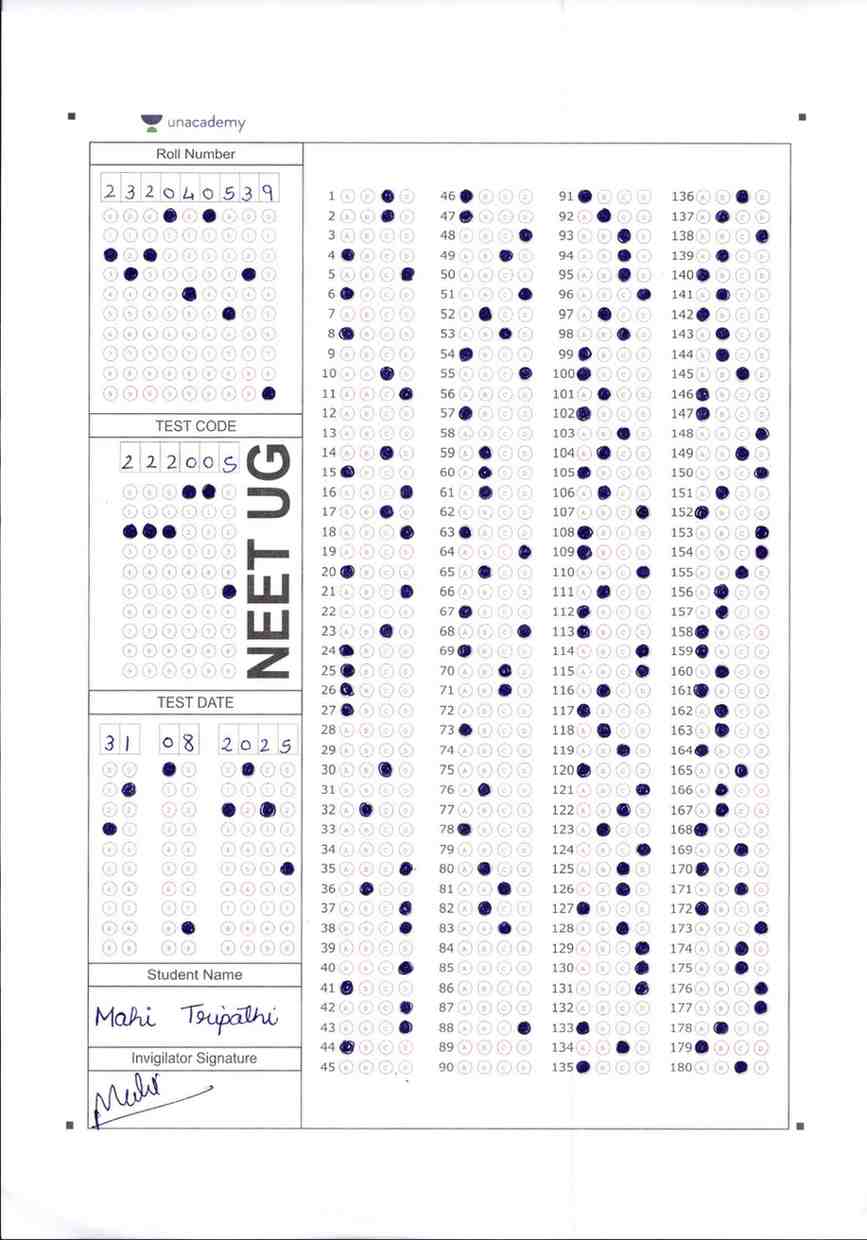 unacademy
Roll Number
2 3 2 0 4 0 5 3 9
TEST CODE
2 2 2 0 0 5
NEET UG
TEST DATE
3 1 0 8 2 0 2 5
Student Name
Mahi Tripathi
Invigilator Signature
1 46 91 136
2 47 92 137
3 48 93 138
4 49 94 139
5 50 95 140
6 51 96 141
7 52 97 142
8 53 98 143
9 54 99 144
10 55 100 145
11 56 101 146
12 57 102 147
13 58 103 148
14 59 104 149
15 60 105 150
16 61 106 151
17 62 107 152
18 63 108 153
19 64 109 154
20 65 110 155
21 66 111 156
22 67 112 157
23 68 113 158
24 69 114 159
25 70 115 160
26 71 116 161
27 72 117 162
28 73 118 163
29 74 119 164
30 75 120 165
31 76 121 166
32 77 122 167
33 78 123 168
34 79 124 169
35 80 125 170
36 81 126 171
37 82 127 172
38 83 128 173
39 84 129 174
40 85 130 175
41 86 131 176
42 87 132 177
43 88 133 178
44 89 134 179
45 90 135 180